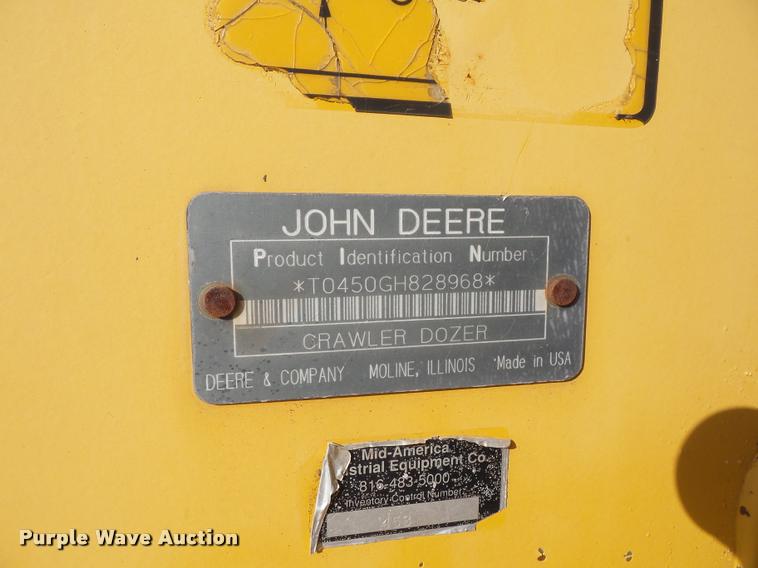 JOHN DEERE
Product Identification Number
*T0450GH828968*
CRAWLER DOZER
DEERE & COMPANY MOLINE, ILLINOIS Made in USA
Mid-America
strial Equipment Co.
816-483-5000
Inventory Control Number
Purple Wave Auction